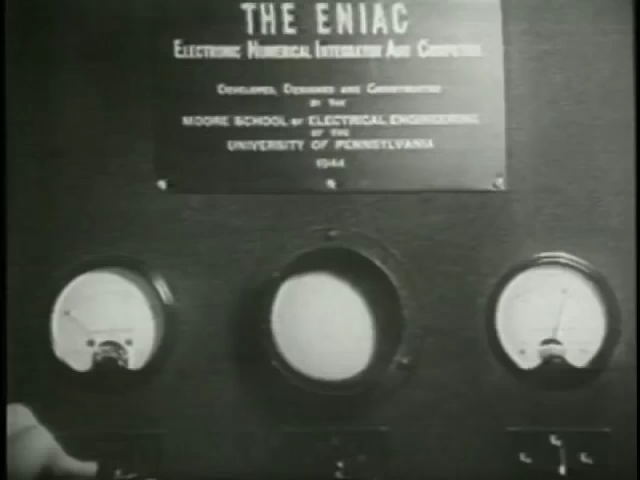 THE ENIAC
ELECTRONIC NUMERICAL INTEGRATOR AND COMPUTER
DEVELOPED, DESIGNED AND CONSTRUCTED
BY THE
MOORE SCHOOL OF ELECTRICAL ENGINEERING
OF THE
UNIVERSITY OF PENNSYLVANIA
1944